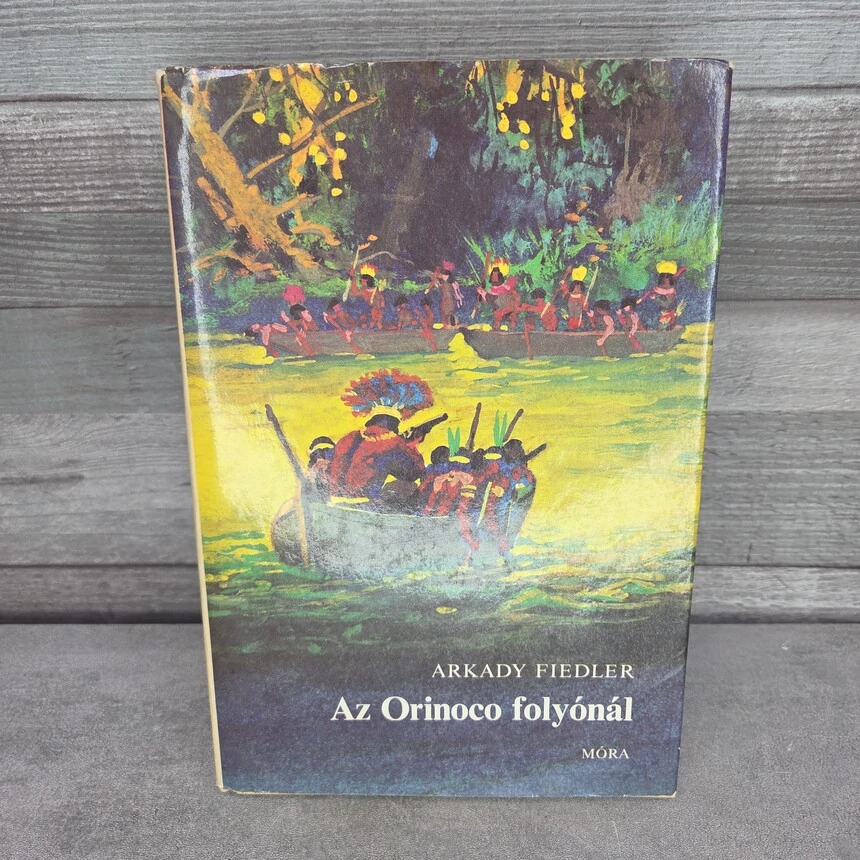 ARKADY FIEDLER
Az Orinoco folyónál
MÓRA